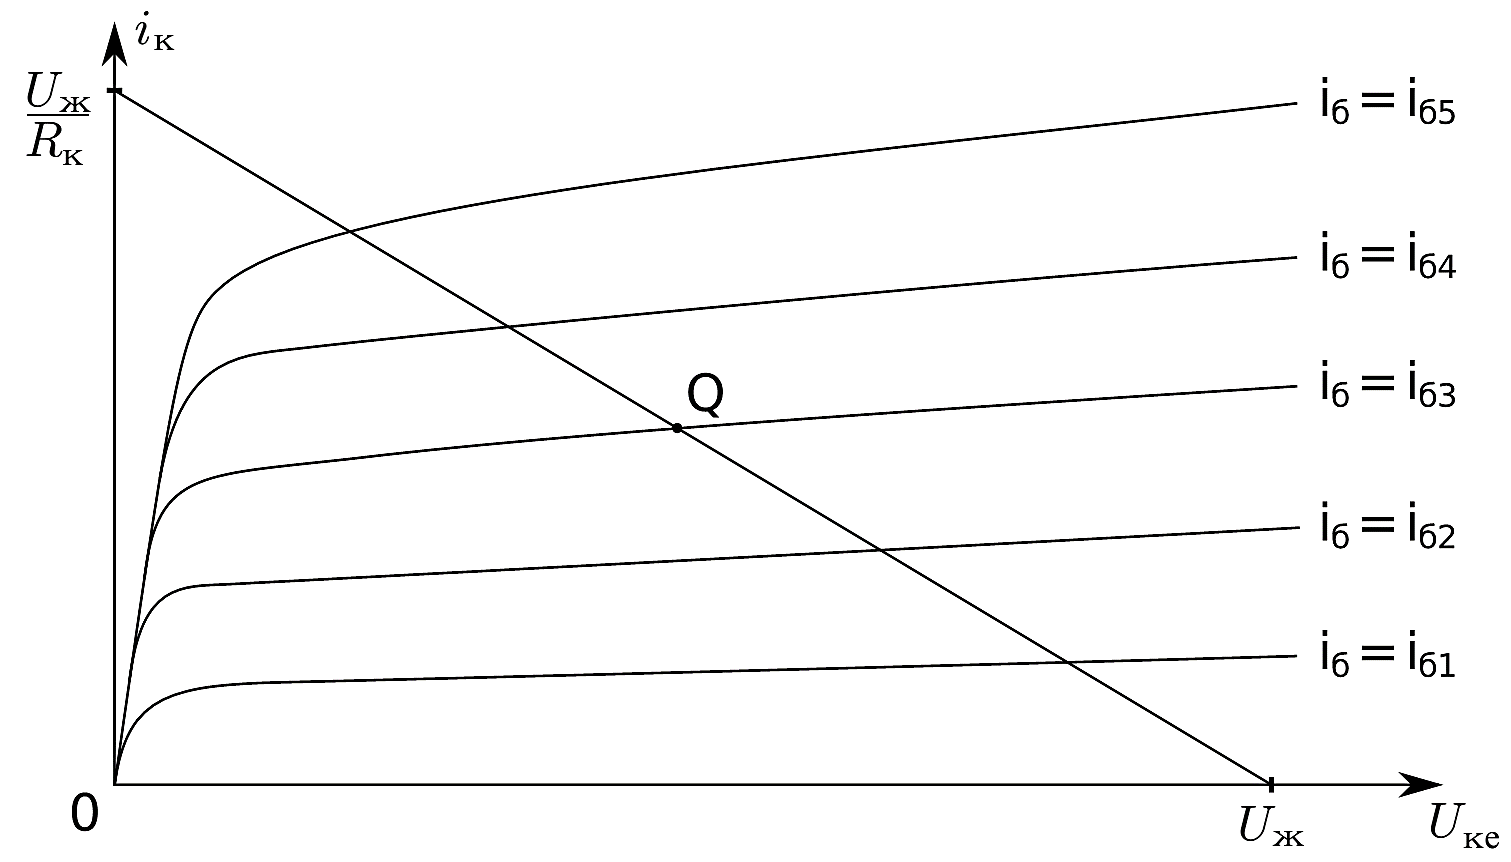 iк
Uж
Rк
iб = iб5
iб = iб4
Q
iб = iб3
iб = iб2
iб = iб1
0
Uж
Uке